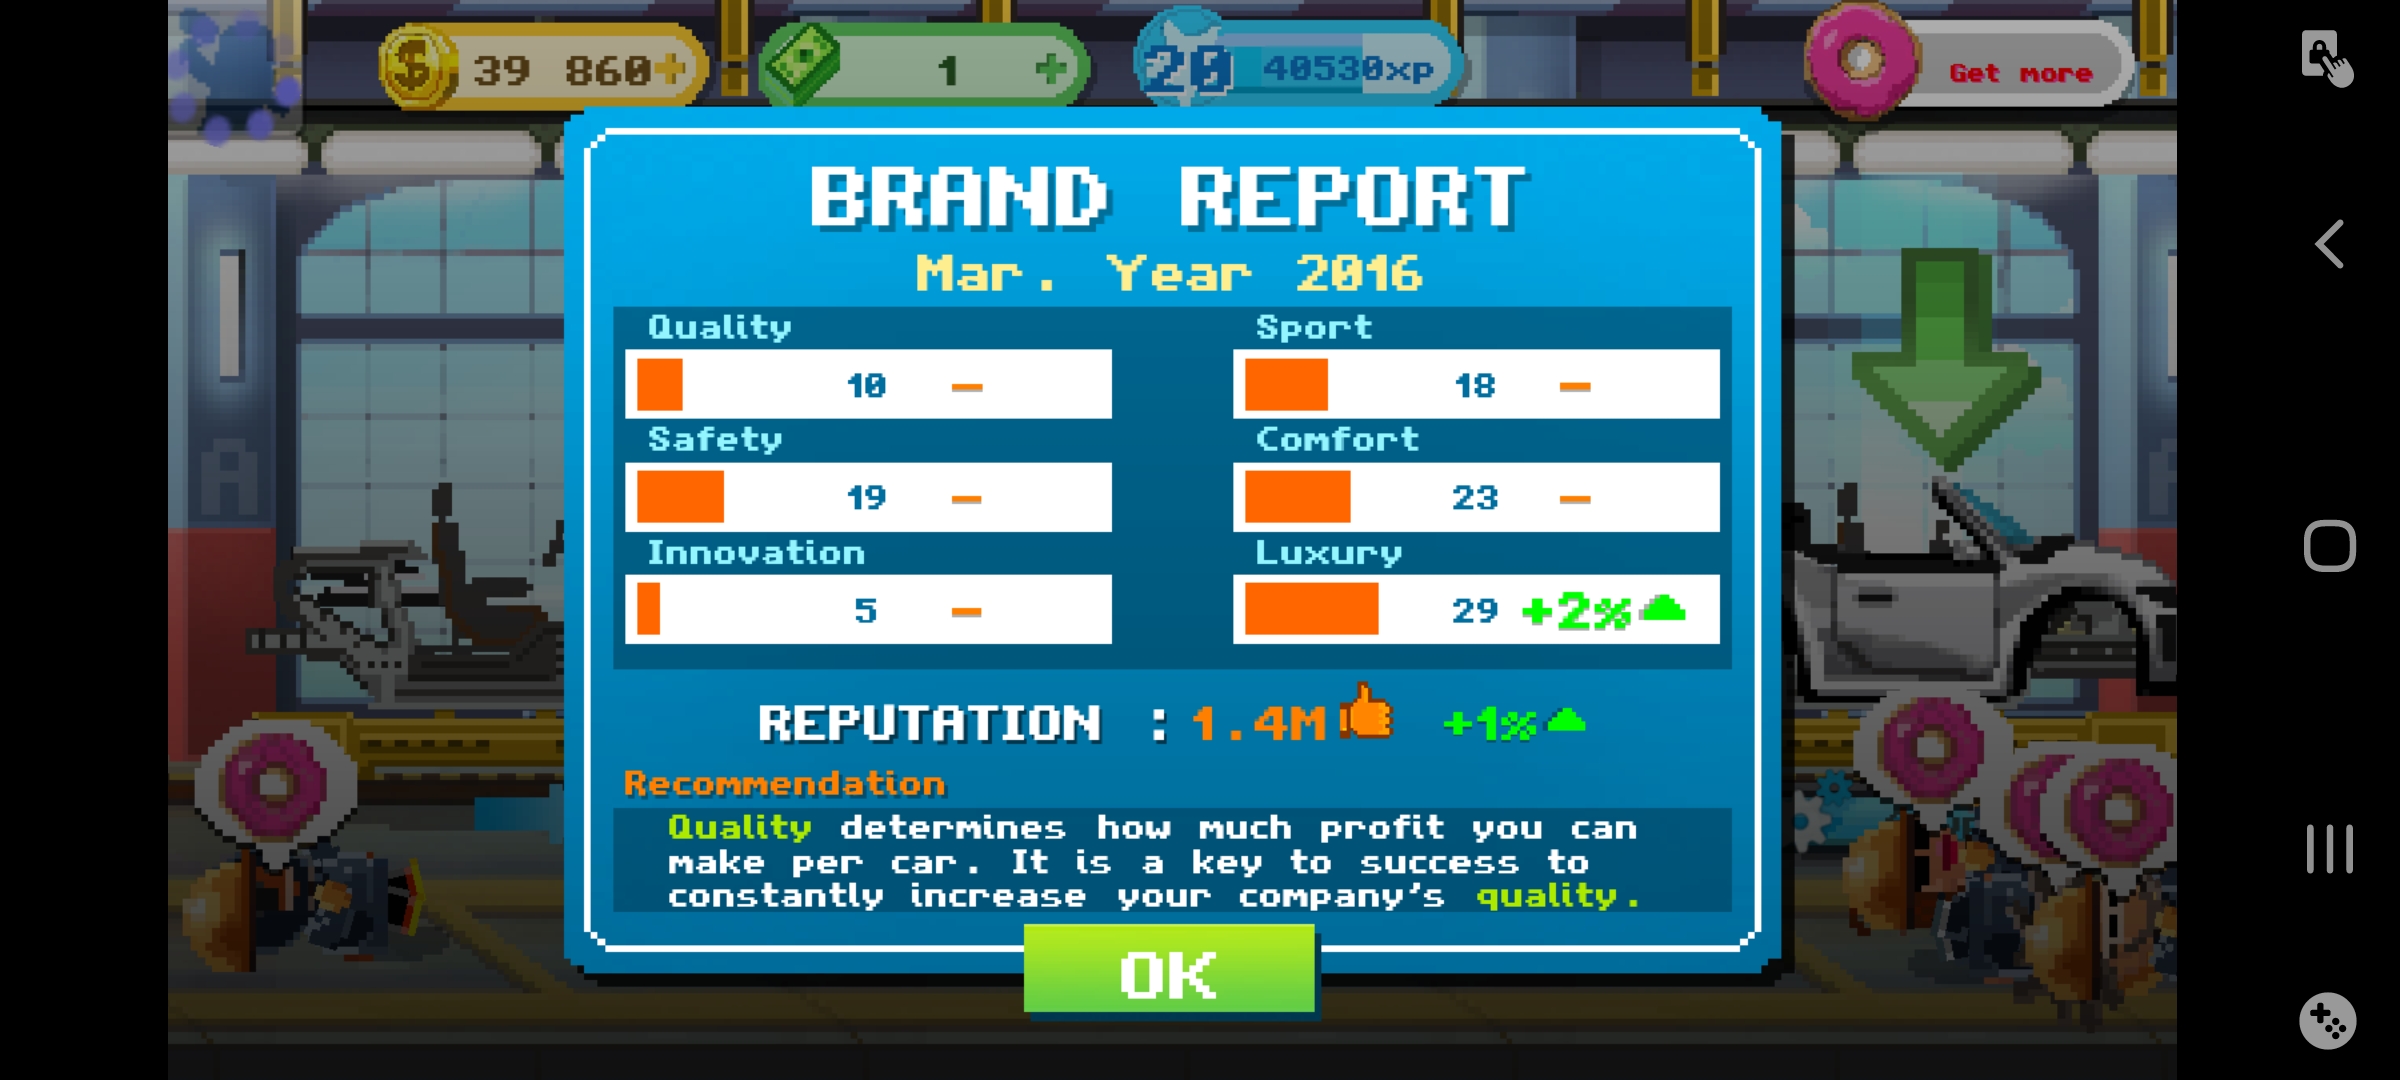 39 860+
1 +
20 40530xp
Get more
BRAND REPORT
Mar. Year 2016
Quality
10 -
Sport
18 -
Safety
19 -
Comfort
23 -
Innovation
5 -
Luxury
29 +2%
REPUTATION : 1.4M +1%
Recommendation
Quality determines how much profit you can
make per car. It is a key to success to
constantly increase your company's quality.
OK